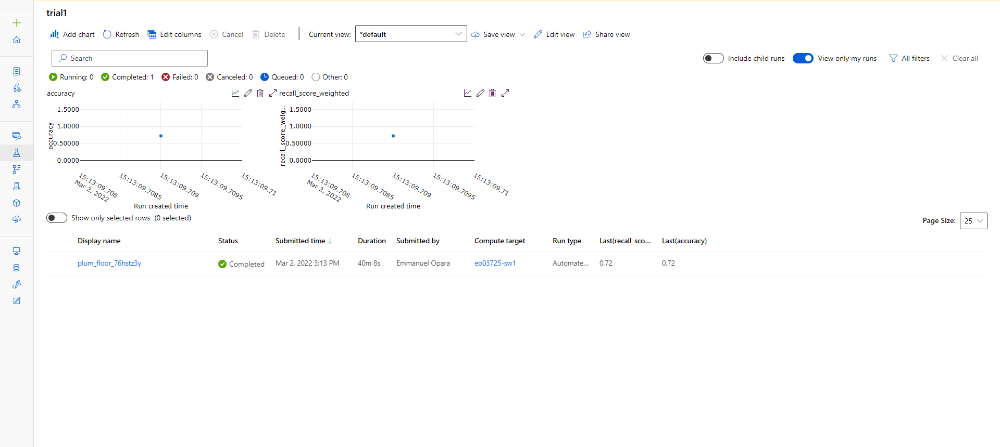 trial1
Add chart Refresh Edit columns Cancel Delete Current view: *default Save view Edit view Share view
Search Include child runs View only my runs All filters Clear all
Running: 0 Completed: 1 Failed: 0 Canceled: 0 Queued: 0 Other: 0
accuracy
1.5000
1.0000
0.50000
0.0000
accuracy
15:13:09.708
Mar 2, 2022
15:13:09.7085
15:13:09.709
15:13:09.7095
15:13:09.71
Run created time
recall_score_weighted
1.5000
1.0000
0.50000
0.0000
recall_score_weig...
15:13:09.708
Mar 2, 2022
15:13:09.7085
15:13:09.709
15:13:09.7095
15:13:09.71
Run created time
Show only selected rows (0 selected) Page Size: 25
Display name Status Submitted time ↓ Duration Submitted by Compute target Run type Last(recall_sco... Last(accuracy)
plum_floor_76hstz3y Completed Mar 2, 2022 3:13 PM 40m 8s Emmanuel Opara eo03725-sw1 Automate... 0.72 0.72